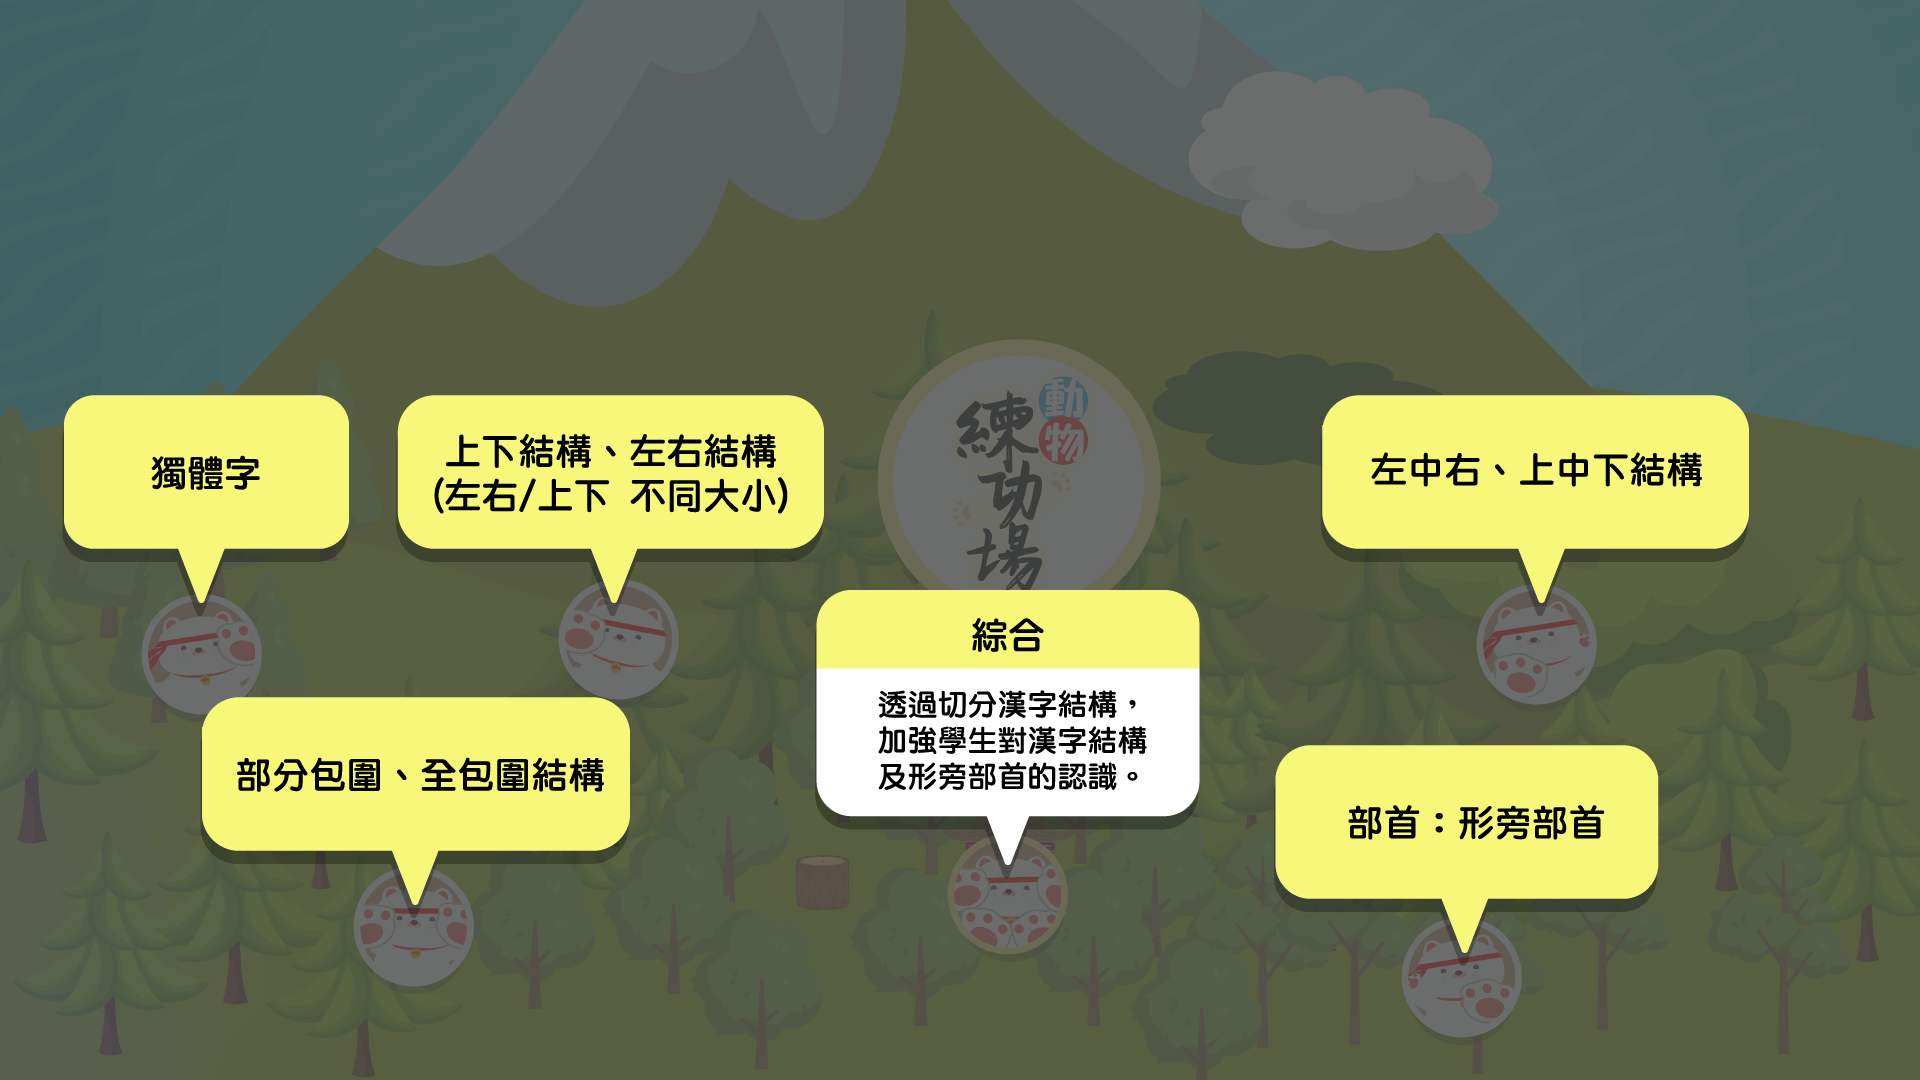 動物
練功場
獨體字
上下結構、左右結構
(左右/上下 不同大小)
左中右、上中下結構
綜合
透過切分漢字結構，
加強學生對漢字結構
及形旁部首的認識。
部分包圍、全包圍結構
部首：形旁部首